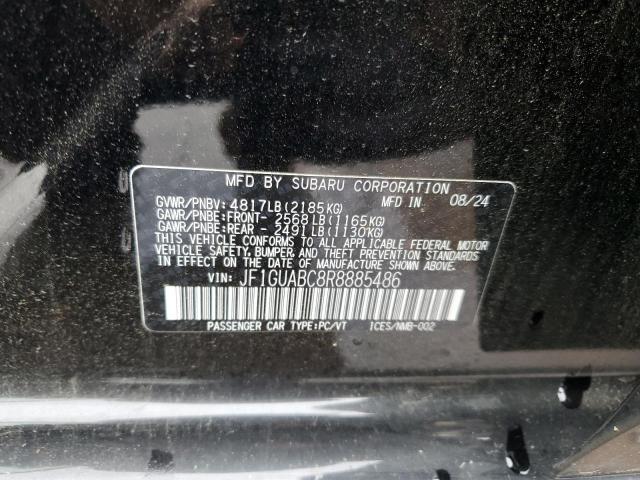 MFD BY SUBARU CORPORATION
GVWR/PNBV: 4817LB(2185KG) MFD IN 08/24
GAWR/PNBE:FRONT- 2568LB(1165KG)
GAWR/PNBE:REAR - 2491LB(1130KG)
THIS VEHICLE CONFORMS TO ALL APPLICABLE FEDERAL MOTOR
VEHICLE SAFETY, BUMPER, AND THEFT PREVENTION STANDARDS
IN EFFECT ON THE DATE OF MANUFACTURE SHOWN ABOVE.
VIN: JF1GUABC8R8885486
PASSENGER CAR TYPE:PC/VT ICES/NMB-002